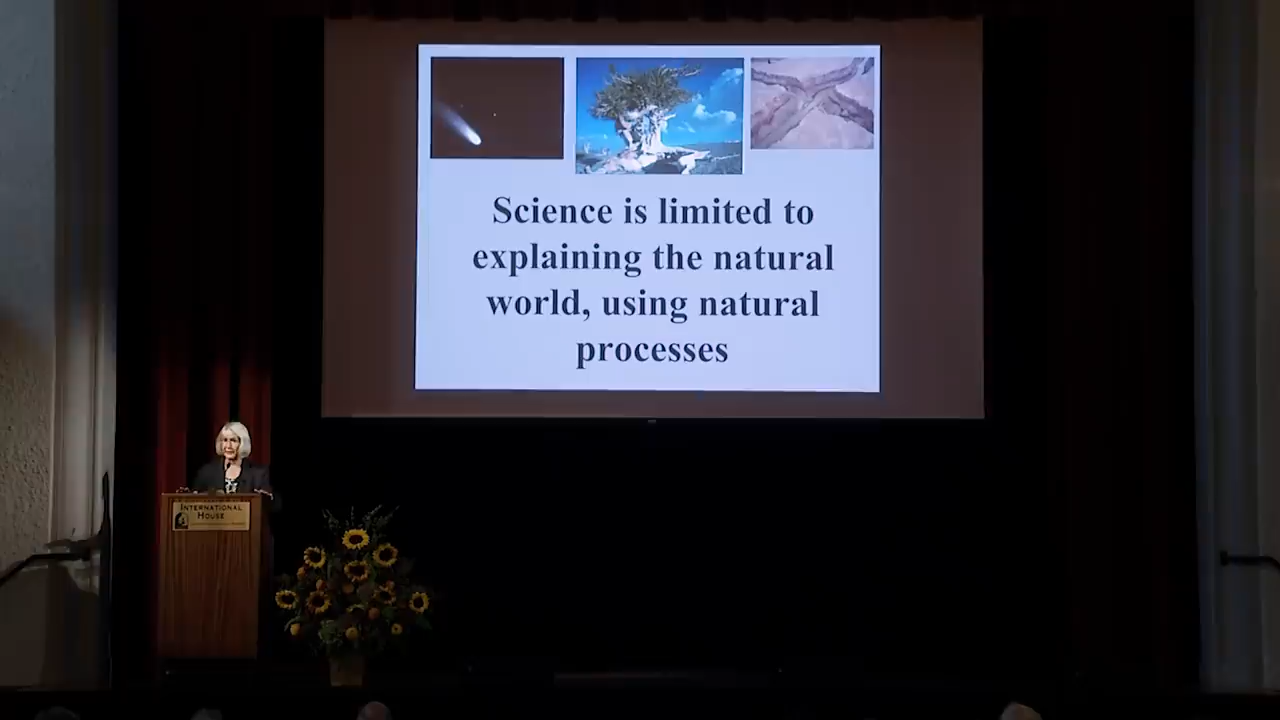 Science is limited to
explaining the natural
world, using natural
processes
INTERNATIONAL
HOUSE